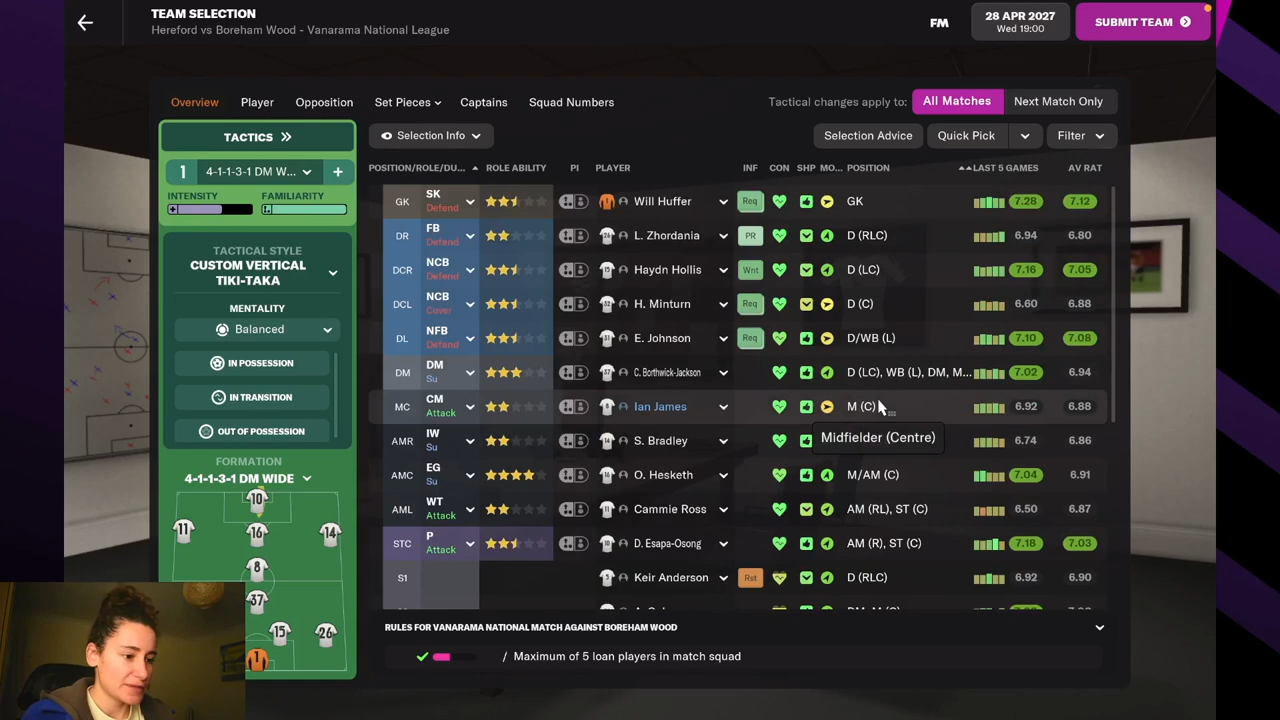 TEAM SELECTION
Hereford vs Boreham Wood - Vanarama National League
FM
28 APR 2027
Wed 19:00
SUBMIT TEAM
Overview Player Opposition Set Pieces Captains Squad Numbers
Tactical changes apply to: All Matches Next Match Only
TACTICS
Selection Info Selection Advice Quick Pick Filter
1 4-1-1-3-1 DM W...
INTENSITY FAMILIARITY
TACTICAL STYLE
CUSTOM VERTICAL
TIKI-TAKA
MENTALITY
Balanced
IN POSSESSION
IN TRANSITION
OUT OF POSSESSION
FORMATION
4-1-1-3-1 DM WIDE
10
11 16 14
8
37
15 26
1
POSITION/ROLE/DU... ROLE ABILITY PI PLAYER INF CON SHP MO... POSITION LAST 5 GAMES AV RAT
GK SK Defend Will Huffer Req GK 7.28 7.12
DR FB Defend L. Zhordania PR D (RLC) 6.94 6.80
DCR NCB Defend Haydn Hollis Wnt D (LC) 7.16 7.05
DCL NCB Cover H. Minturn Req D (C) 6.60 6.88
DL NFB Defend E. Johnson Req D/WB (L) 7.10 7.08
DM DM Su C. Borthwick-Jackson D (LC), WB (L), DM, M... 7.02 6.94
MC CM Attack Ian James M (C) 6.92 6.88
Midfielder (Centre)
AMR IW Su S. Bradley 6.74 6.86
AMC EG Su O. Hesketh M/AM (C) 7.04 6.91
AML WT Attack Cammie Ross AM (RL), ST (C) 6.50 6.87
STC P Attack D. Esapa-Osong AM (R), ST (C) 7.18 7.03
S1 Keir Anderson Rst D (RLC) 6.92 6.90
RULES FOR VANARAMA NATIONAL MATCH AGAINST BOREHAM WOOD
/ Maximum of 5 loan players in match squad